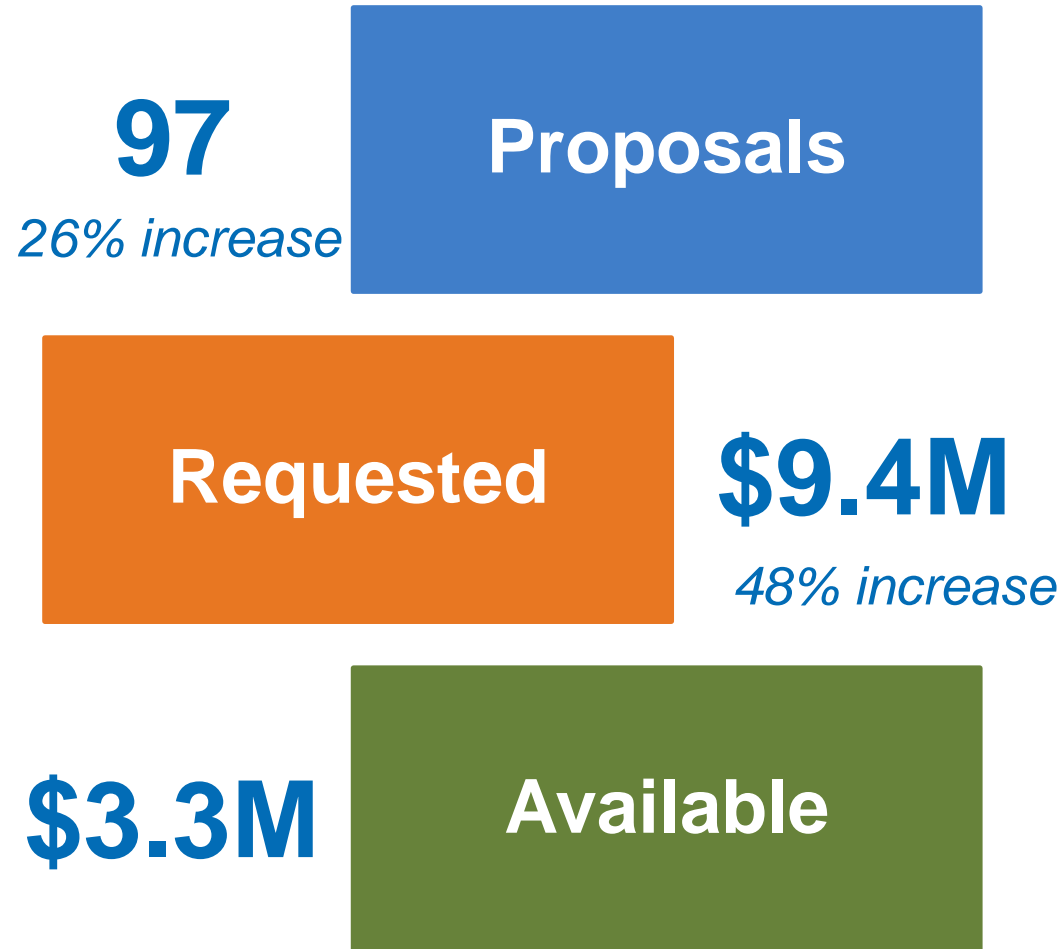 97
26% increase
Proposals
Requested
$9.4M
48% increase
$3.3M
Available